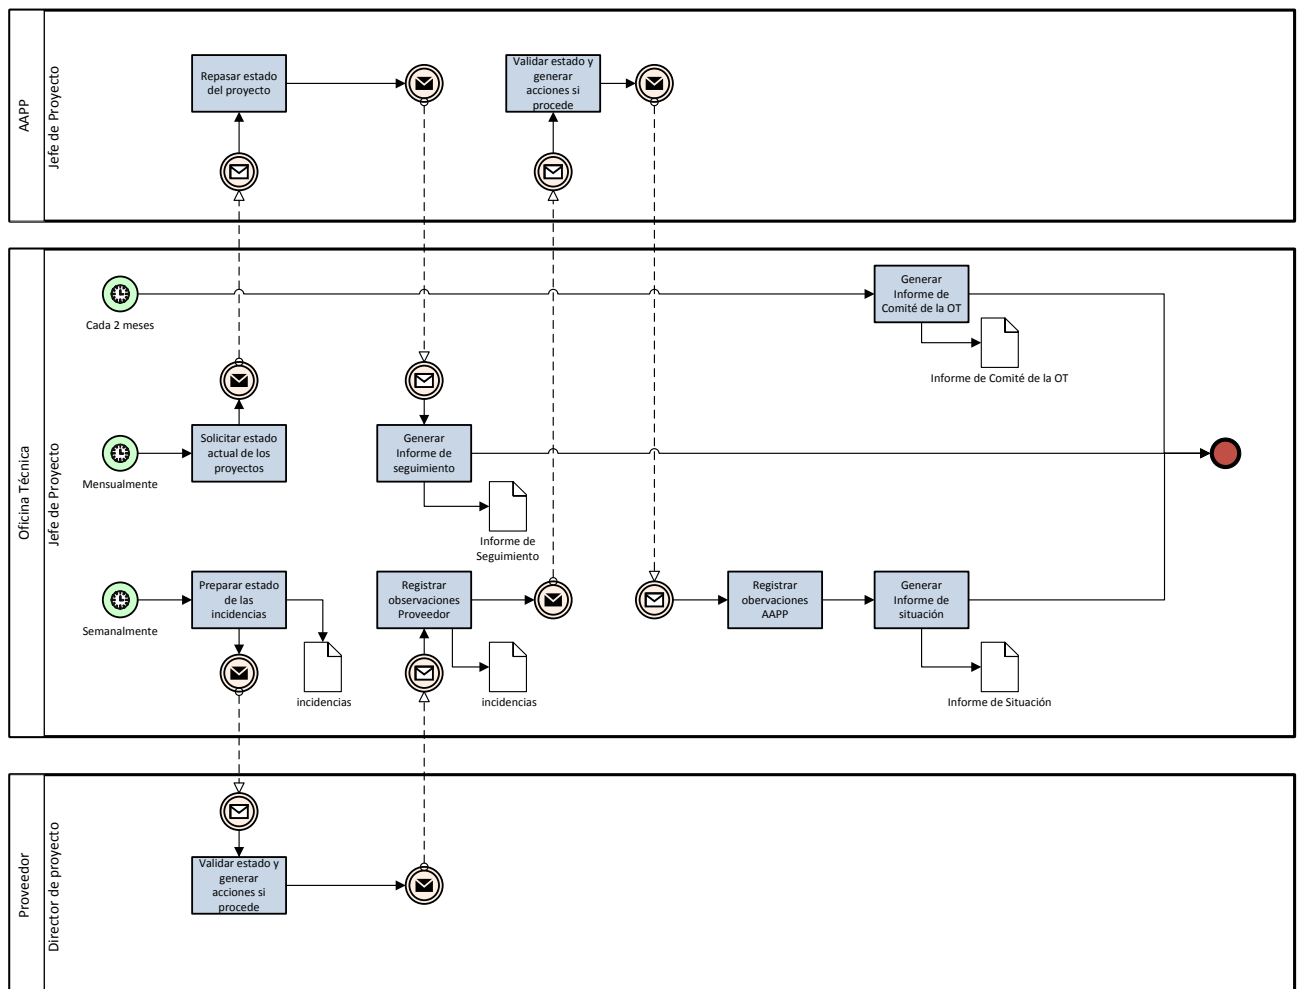 AAPP
Jefe de Proyecto
Repasar estado
del proyecto
Validar estado y
generar
acciones si
procede
Oficina Técnica
Jefe de Proyecto
Cada 2 meses
Generar
Informe de
Comité de la OT
Informe de Comité de la OT
Mensualmente
Solicitar estado
actual de los
proyectos
Generar
Informe de
seguimiento
Informe de
Seguimiento
Semanalmente
Preparar estado
de las
incidencias
incidencias
Registrar
observaciones
Proveedor
incidencias
Registrar
obervaciones
AAPP
Generar
Informe de
situación
Informe de Situación
Proveedor
Director de proyecto
Validar estado y
generar
acciones si
procede